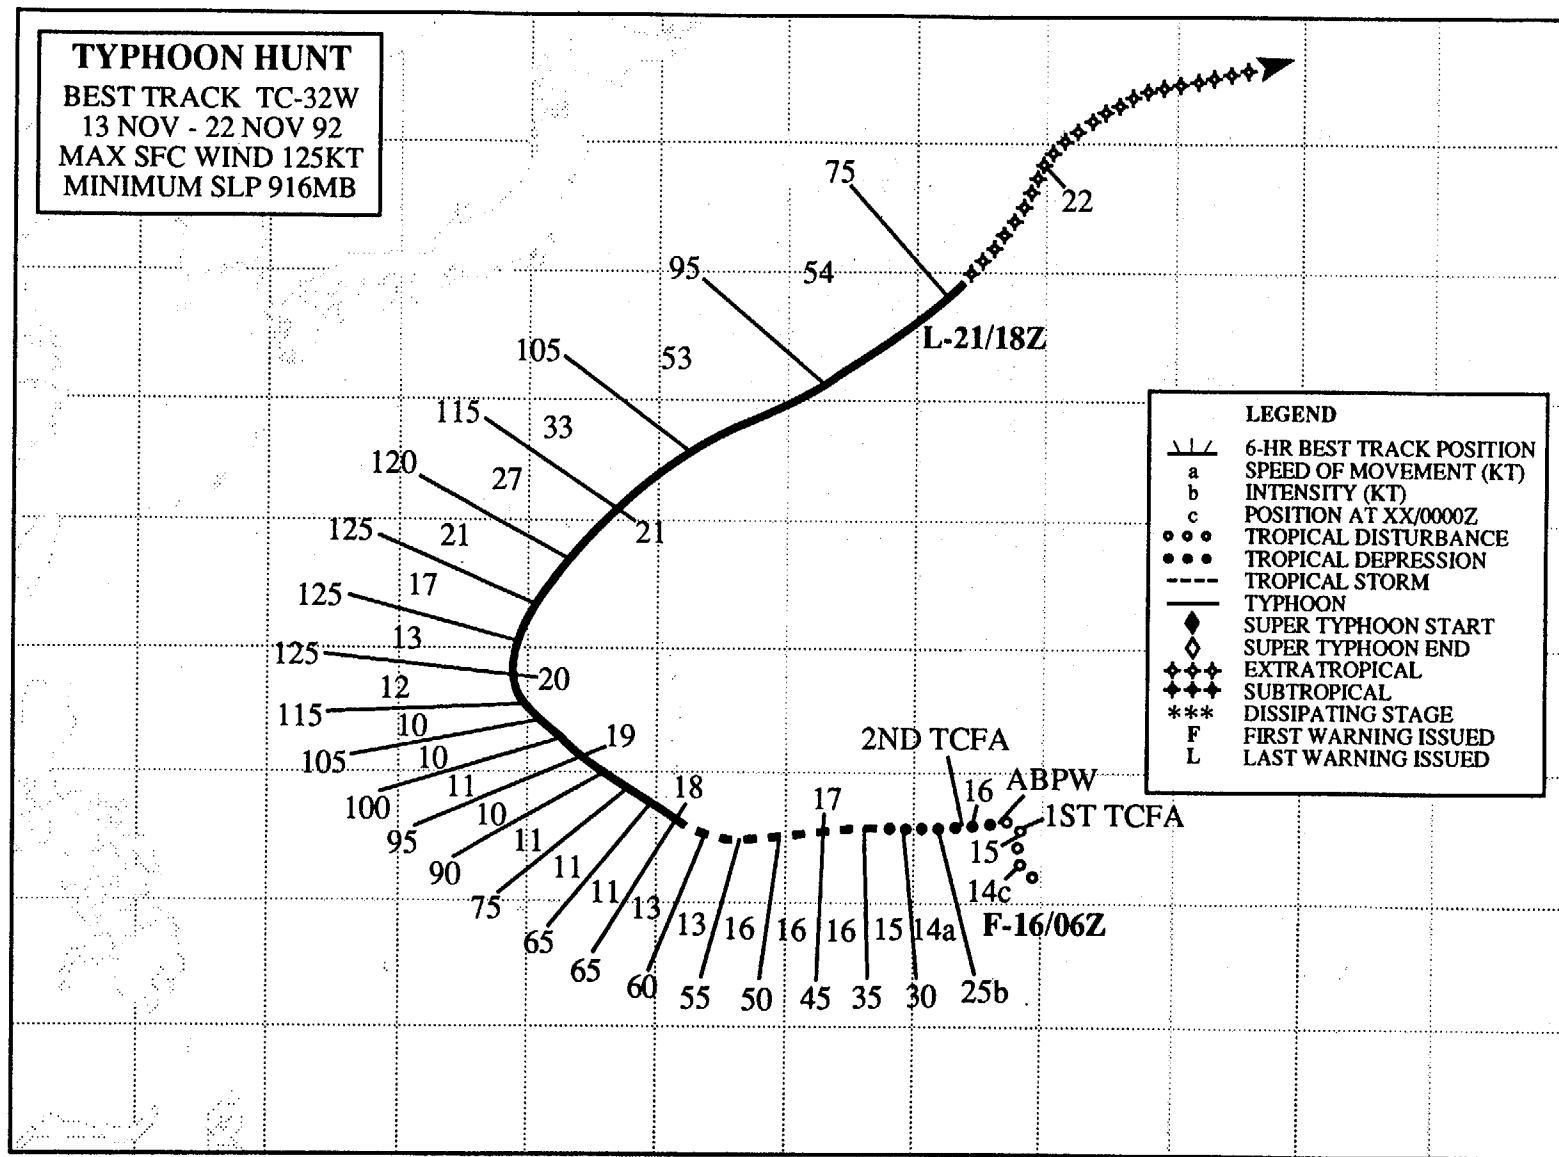 TYPHOON HUNT
BEST TRACK TC-32W
13 NOV - 22 NOV 92
MAX SFC WIND 125KT
MINIMUM SLP 916MB
75
22
95
54
L-21/18Z
105
53
115
33
120
27
21
125
21
17
125
13
125
20
12
115
10
105
10
19
11
100
10
95
11
90
11
75
11
65
13
65
18
13
60
16
55
16
50
17
16
45
15
35
14a
30
25b
F-16/06Z
2ND TCFA
16
ABPW
1ST TCFA
15
14c
LEGEND
6-HR BEST TRACK POSITION
a SPEED OF MOVEMENT (KT)
b INTENSITY (KT)
c POSITION AT XX/0000Z
TROPICAL DISTURBANCE
TROPICAL DEPRESSION
TROPICAL STORM
TYPHOON
SUPER TYPHOON START
SUPER TYPHOON END
EXTRATROPICAL
SUBTROPICAL
*** DISSIPATING STAGE
F FIRST WARNING ISSUED
L LAST WARNING ISSUED